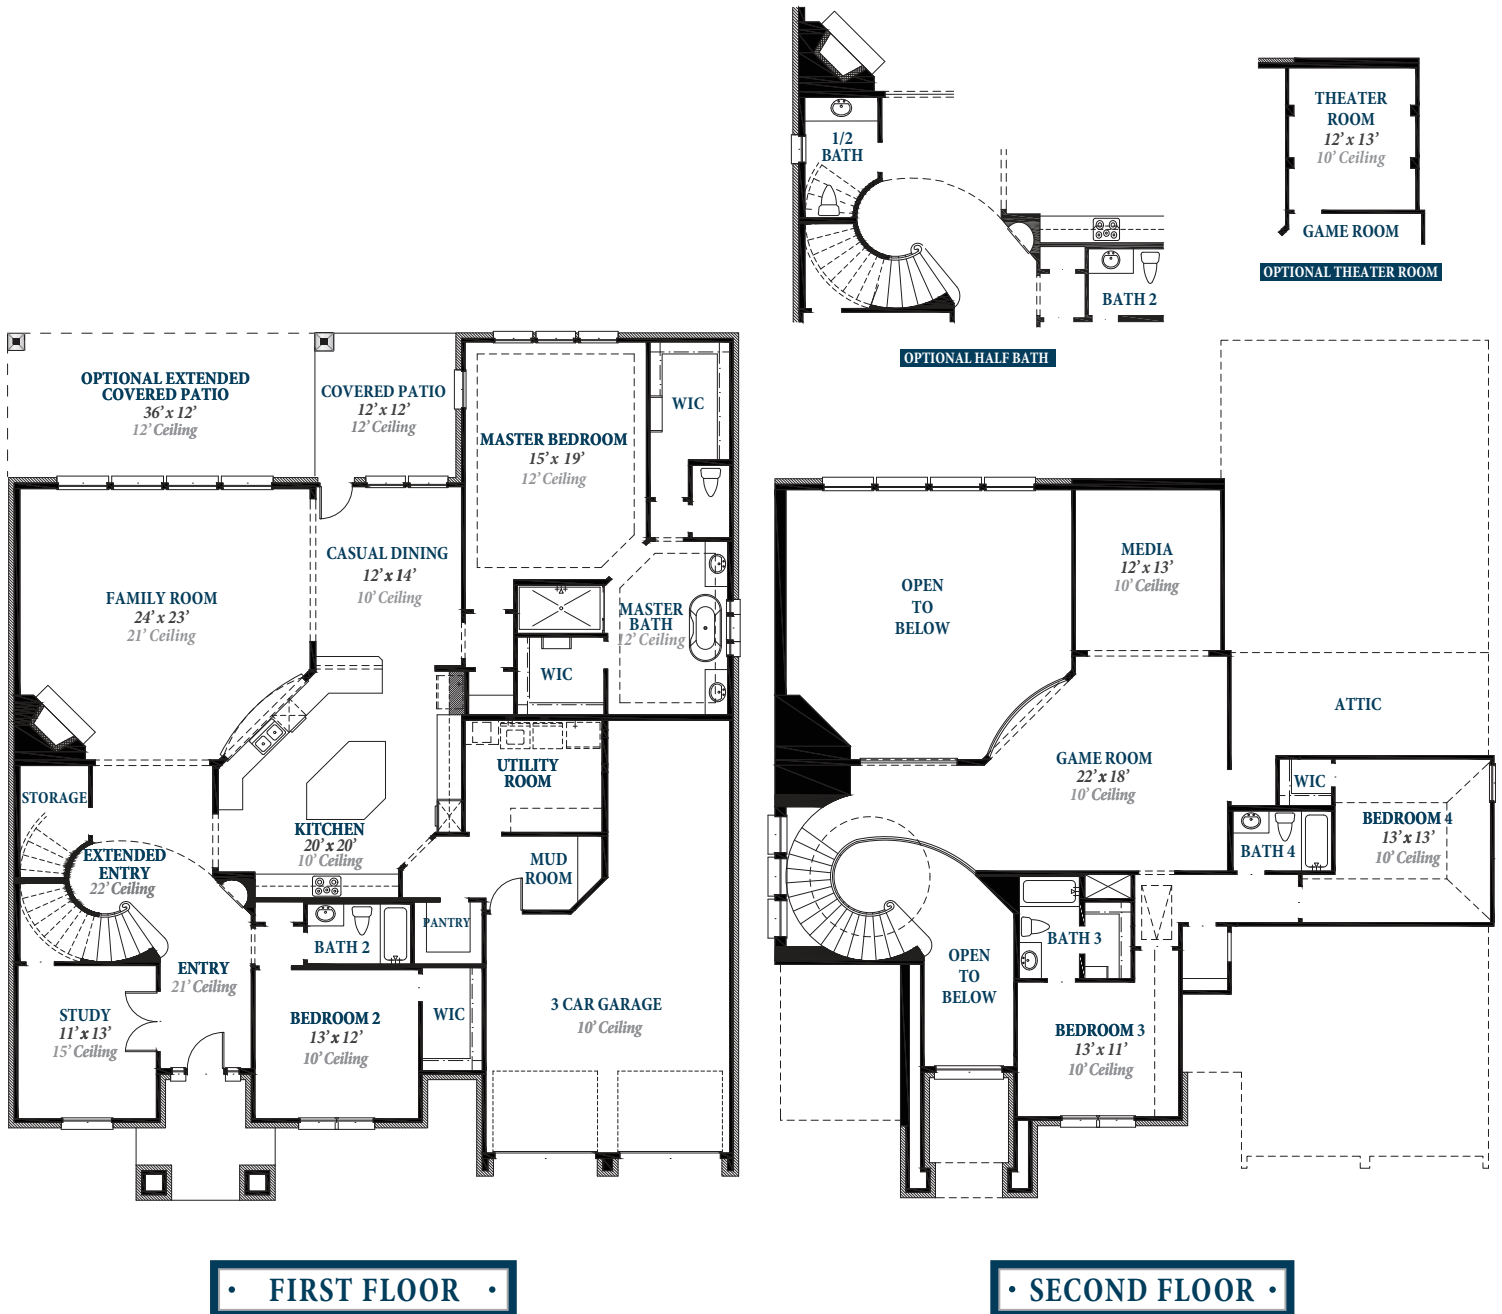 1/2
BATH
BATH 2
OPTIONAL HALF BATH
THEATER
ROOM
12’ x 13’
10’ Ceiling
GAME ROOM
OPTIONAL THEATER ROOM
OPTIONAL EXTENDED
COVERED PATIO
36’ x 12’
12’ Ceiling
COVERED PATIO
12’ x 12’
12’ Ceiling
MASTER BEDROOM
15’ x 19’
12’ Ceiling
WIC
CASUAL DINING
12’ x 14’
10’ Ceiling
FAMILY ROOM
24’ x 23’
21’ Ceiling
MASTER
BATH
12’ Ceiling
WIC
UTILITY
ROOM
STORAGE
KITCHEN
20’ x 20’
10’ Ceiling
EXTENDED
ENTRY
22’ Ceiling
MUD
ROOM
PANTRY
BATH 2
ENTRY
21’ Ceiling
STUDY
11’ x 13’
15’ Ceiling
BEDROOM 2
13’ x 12’
10’ Ceiling
WIC
3 CAR GARAGE
10’ Ceiling
FIRST FLOOR
OPEN
TO
BELOW
MEDIA
12’ x 13’
10’ Ceiling
ATTIC
GAME ROOM
22’ x 18’
10’ Ceiling
WIC
BEDROOM 4
13’ x 13’
10’ Ceiling
BATH 4
BATH 3
OPEN
TO
BELOW
BEDROOM 3
13’ x 11’
10’ Ceiling
SECOND FLOOR